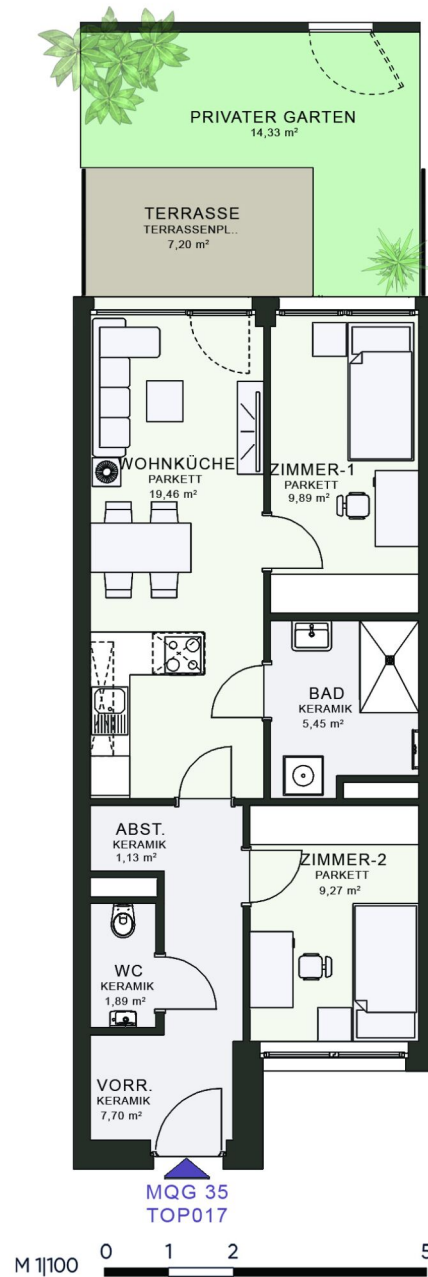 PRIVATER GARTEN
14,33 m²
TERRASSE
TERRASSENPL..
7,20 m²
WOHNKÜCHE
PARKETT
19,46 m²
ZIMMER-1
PARKETT
9,89 m²
BAD
KERAMIK
5,45 m²
ABST.
KERAMIK
1,13 m²
ZIMMER-2
PARKETT
9,27 m²
WC
KERAMIK
1,89 m²
VORR.
KERAMIK
7,70 m²
MQG 35
TOP017
M 1|100 0 1 2 5